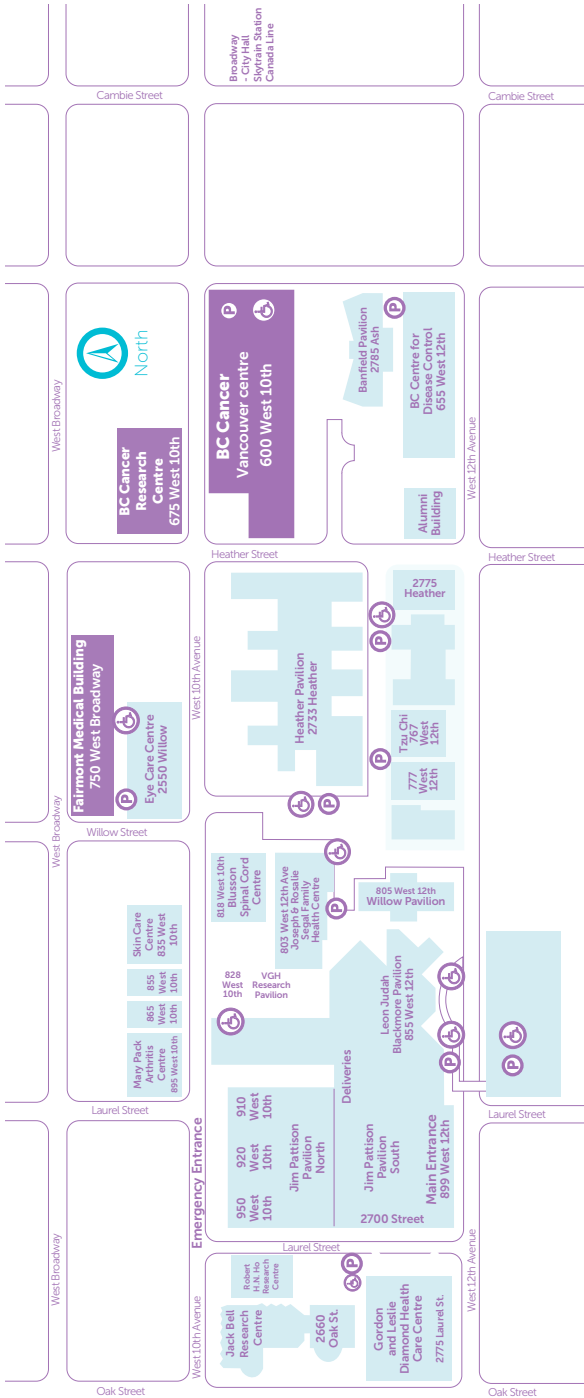 Broadway
- City Hall
Skytrain Station
Canada Line
Cambie Street
Cambie Street
West Broadway
North
BC Cancer
Research
Centre
675 West 10th
BC Cancer
Vancouver centre
600 West 10th
P
Banfield Pavilion
2785 Ash
P
BC Centre for
Disease Control
655 West 12th
Alumni
Building
West 12th Avenue
Heather Street
Heather Street
Fairmont Medical Building
750 West Broadway
P
Eye Care Centre
2550 Willow
West 10th Avenue
Heather Pavilion
2733 Heather
2775
Heather
P
P
Tzu Chi
767
West
12th
777
West
12th
P
Willow Street
West Broadway
Skin Care
Centre
835 West
10th
855
West
10th
865
West
10th
Mary Pack
Arthritis
Centre
895 West 10th
818 West 10th
Blusson
Spinal Cord
Centre
803 West 12th Ave
Joseph & Rosalie
Segal Family
Health Centre
P
805 West 12th
Willow Pavilion
828
West
10th
VGH
Research
Pavilion
Leon Judah
Blackmore Pavilion
855 West 12th
P
P
Deliveries
Laurel Street
Laurel Street
Emergency Entrance
910
West
10th
920
West
10th
950
West
10th
Jim Pattison
Pavilion
North
Jim Pattison
Pavilion
South
Main Entrance
899 West 12th
2700 Street
Laurel Street
West Broadway
West 10th Avenue
West 12th Avenue
Robert
H.N. Ho
Research
Centre
P
Jack Bell
Research
Centre
2660
Oak St.
Gordon
and Leslie
Diamond Health
Care Centre
2775 Laurel St.
Oak Street
Oak Street